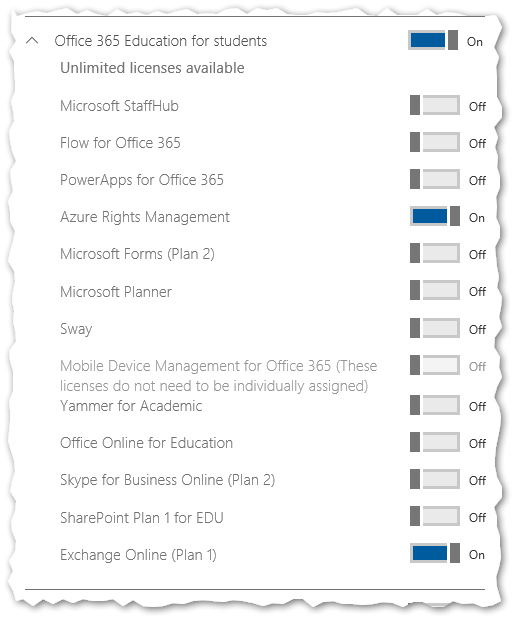 Office 365 Education for students On
Unlimited licenses available
Microsoft StaffHub Off
Flow for Office 365 Off
PowerApps for Office 365 Off
Azure Rights Management On
Microsoft Forms (Plan 2) Off
Microsoft Planner Off
Sway Off
Mobile Device Management for Office 365 (These Off
licenses do not need to be individually assigned)
Yammer for Academic Off
Office Online for Education Off
Skype for Business Online (Plan 2) Off
SharePoint Plan 1 for EDU Off
Exchange Online (Plan 1) On